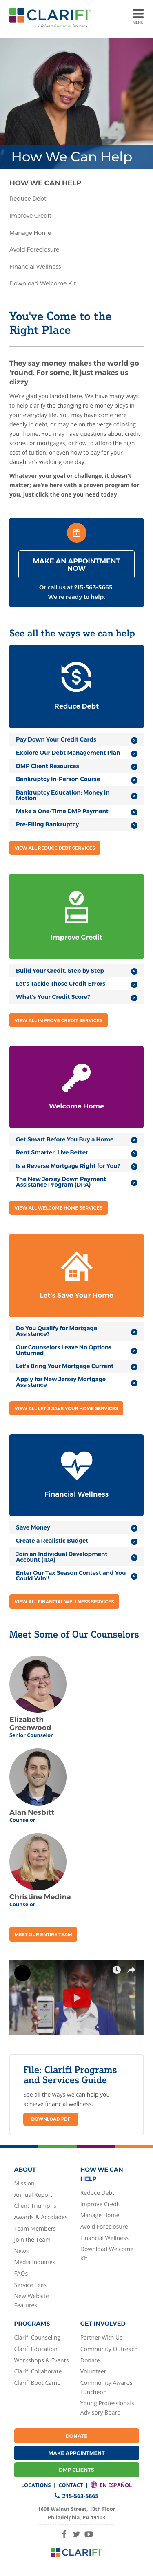 CLARIFI®
Lifelong Financial Savings
MENU
How We Can Help
HOW WE CAN HELP
Reduce Debt
Improve Credit
Manage Home
Avoid Foreclosure
Financial Wellness
Download Welcome Kit
You've Come to the
Right Place
They say money makes the world go
'round. For some, it just makes us
dizzy.
We're glad you landed here. We have many ways
to help clarify the changing role money plays in
your everyday life. You may have come here
deeply in debt, or may be on the verge of losing
your home. You may have questions about credit
stores, or mortgages, or how to afford the high
cost of tuition, or even how to pay for your
daughter's wedding one day.
Whatever your goal or challenge, it doesn't
matter; we're here with a proven program for
you. Just click the one you need today.
MAKE AN APPOINTMENT
NOW
Or call us at 215-563-5665.
We're ready to help.
See all the ways we can help
Reduce Debt
Pay Down Your Credit Cards
Explore Our Debt Management Plan
DMP Client Resources
Bankruptcy In-Person Course
Bankruptcy Education: Money in
Motion
Make a One-Time DMP Payment
Pre-Filing Bankruptcy
VIEW ALL REDUCE DEBT SERVICES
Improve Credit
Build Your Credit, Step by Step
Let's Tackle Those Credit Errors
What's Your Credit Score?
VIEW ALL IMPROVE CREDIT SERVICES
Welcome Home
Get Smart Before You Buy a Home
Rent Smarter, Live Better
Is a Reverse Mortgage Right for You?
The New Jersey Down Payment
Assistance Program (DPA)
VIEW ALL WELCOME HOME SERVICES
Let's Save Your Home
Do You Qualify for Mortgage
Assistance?
Our Counselors Leave No Options
Unturned
Let's Bring Your Mortgage Current
Apply for New Jersey Mortgage
Assistance
VIEW ALL LET'S SAVE YOUR HOME SERVICES
Financial Wellness
Save Money
Create a Realistic Budget
Join an Individual Development
Account (IDA)
Enter Our Tax Season Contest and You
Could Win!!
VIEW ALL FINANCIAL WELLNESS SERVICES
Meet Some of Our Counselors
Elizabeth
Greenwood
Senior Counselor
Alan Nesbitt
Counselor
Christine Medina
Counselor
MEET OUR ENTIRE TEAM
File: Clarifi Programs
and Services Guide
See all the ways we can help you
achieve financial wellness.
DOWNLOAD PDF
ABOUT
Mission
Annual Report
Client Triumphs
Awards & Accolades
Team Members
Join the Team
News
Media Inquiries
FAQs
Service Fees
New Website
Features
HOW WE CAN
HELP
Reduce Debt
Improve Credit
Manage Home
Avoid Foreclosure
Financial Wellness
Download Welcome
Kit
PROGRAMS
Clarifi Counseling
Clarifi Education
Workshops & Events
Clarifi Collaborate
Clarifi Boot Camp
GET INVOLVED
Partner With Us
Community Outreach
Donate
Volunteer
Community Awards
Luncheon
Young Professionals
Advisory Board
DONATE
MAKE APPOINTMENT
DMP CLIENTS
LOCATIONS | CONTACT | EN ESPAÑOL
215-563-5665
1608 Walnut Street, 10th Floor
Philadelphia, PA 19103
CLARIFI®